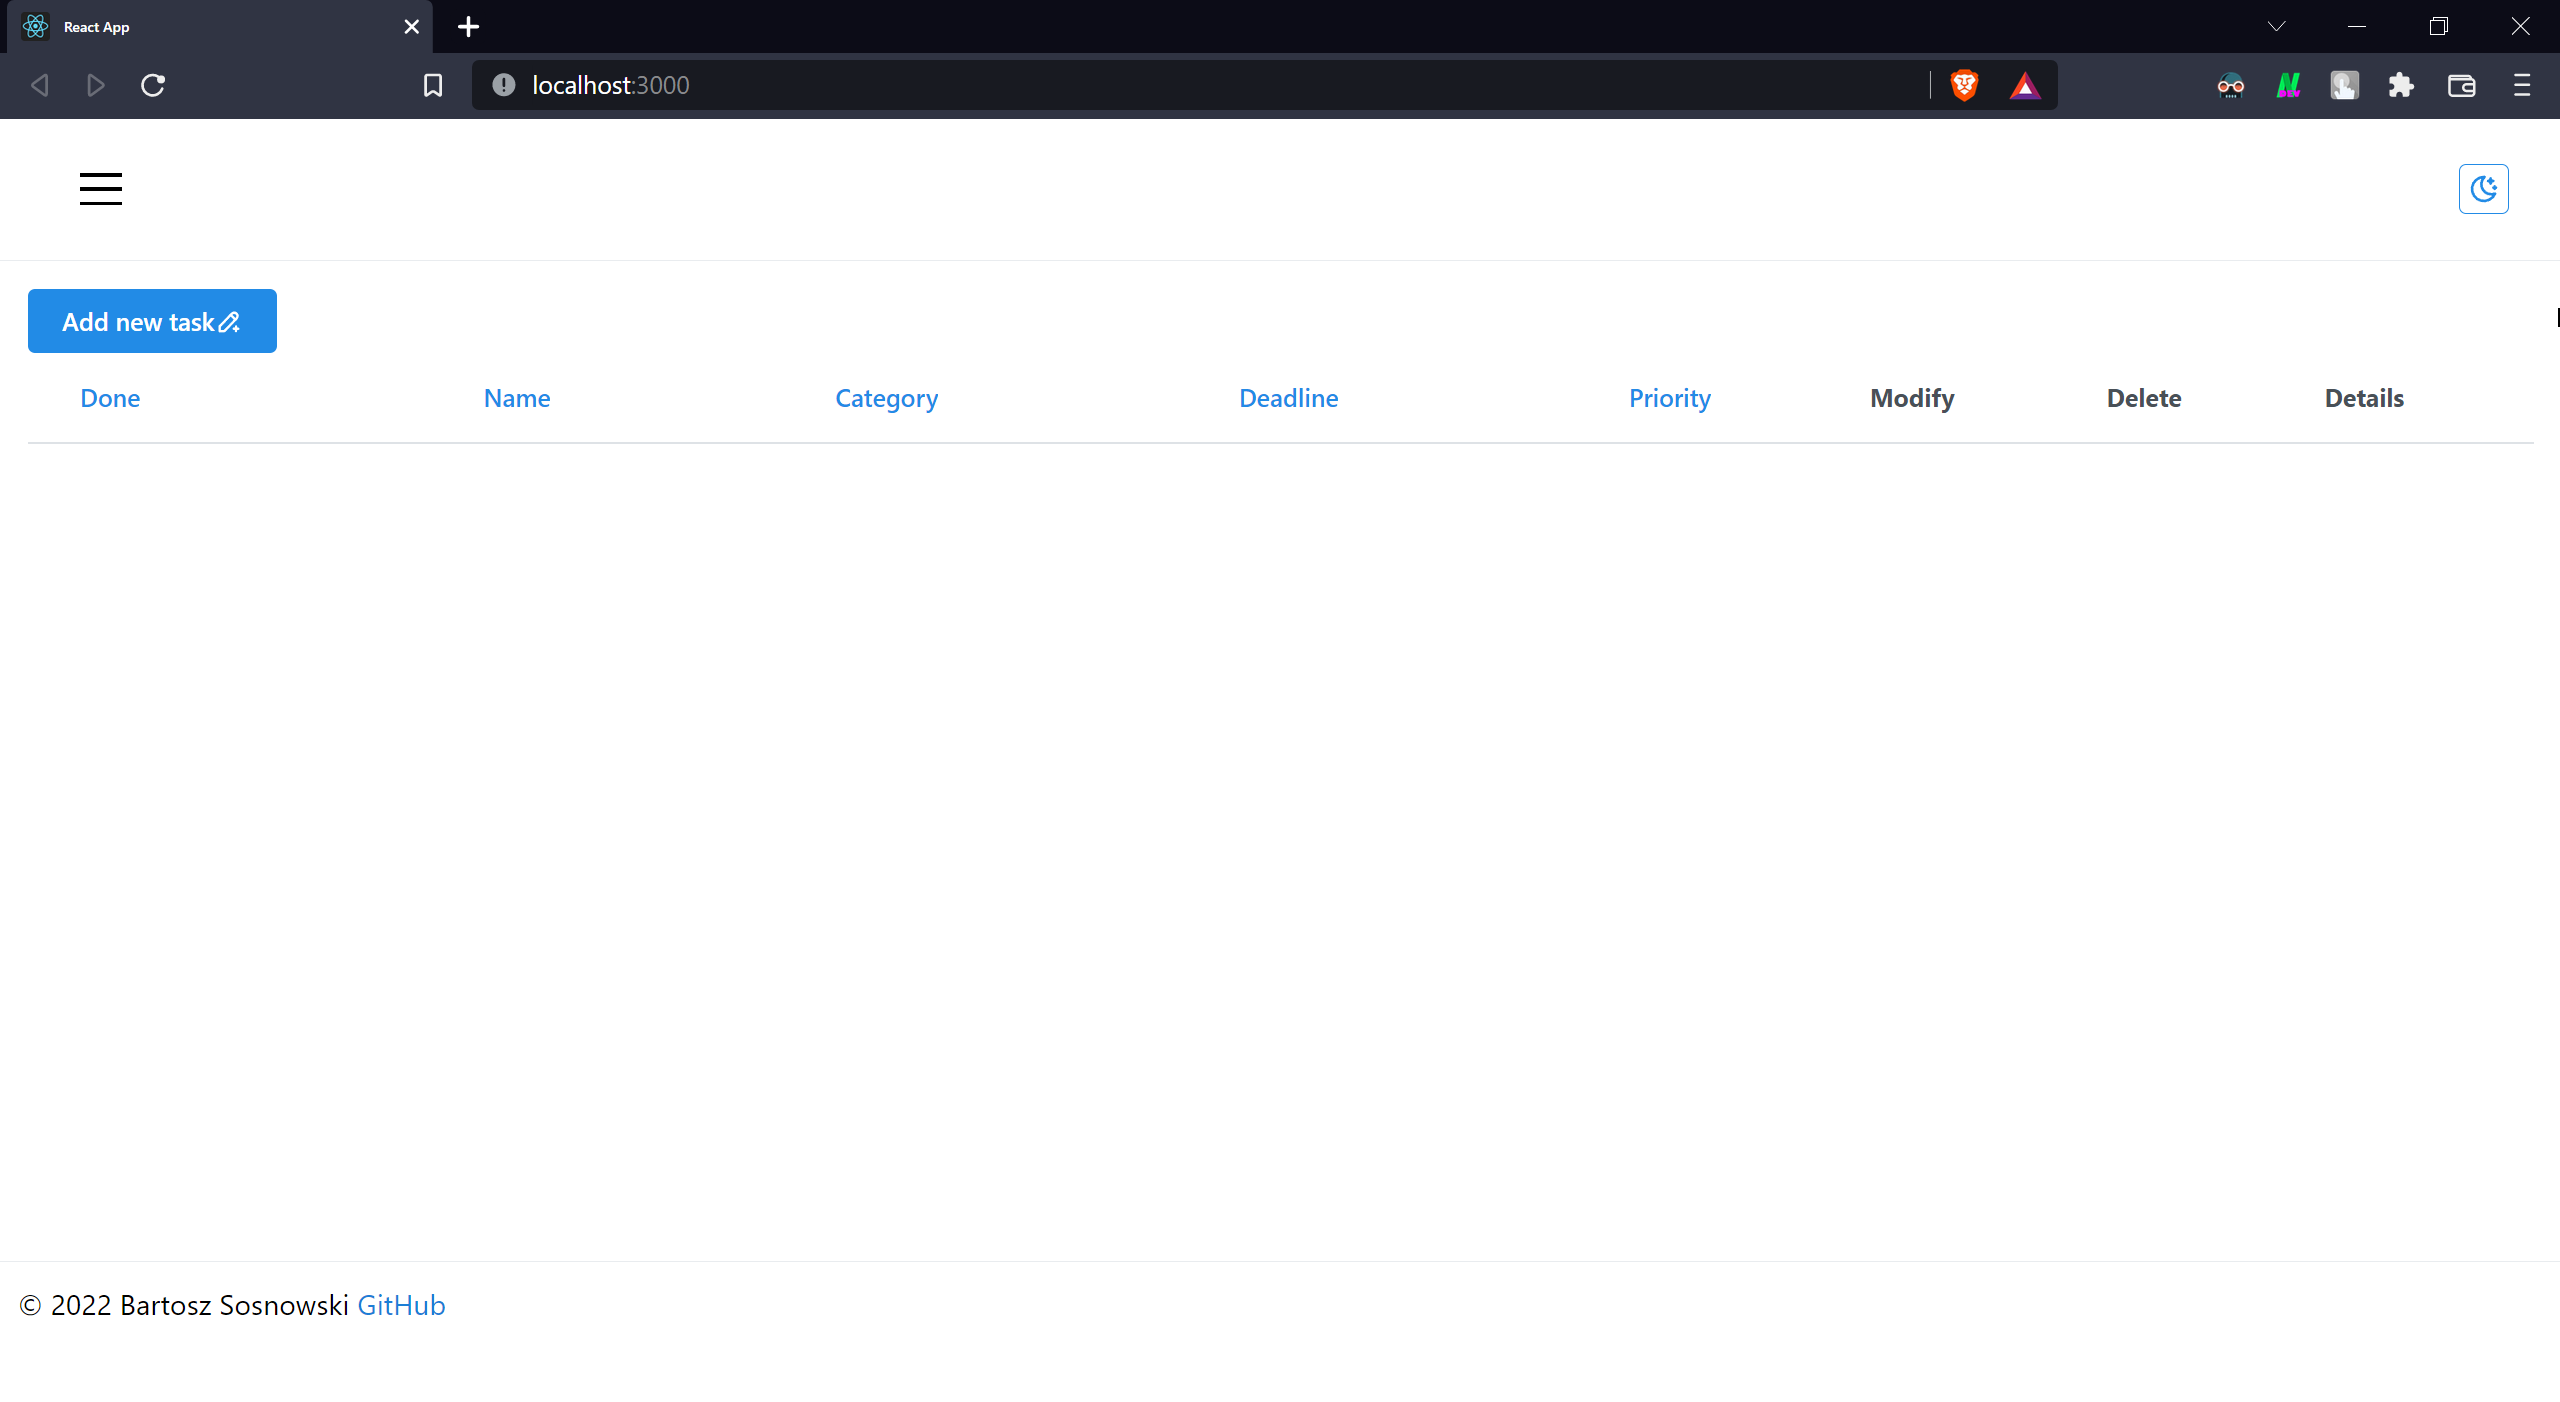 React App
localhost:3000
Add new task
Done Name Category Deadline Priority Modify Delete Details
© 2022 Bartosz Sosnowski GitHub